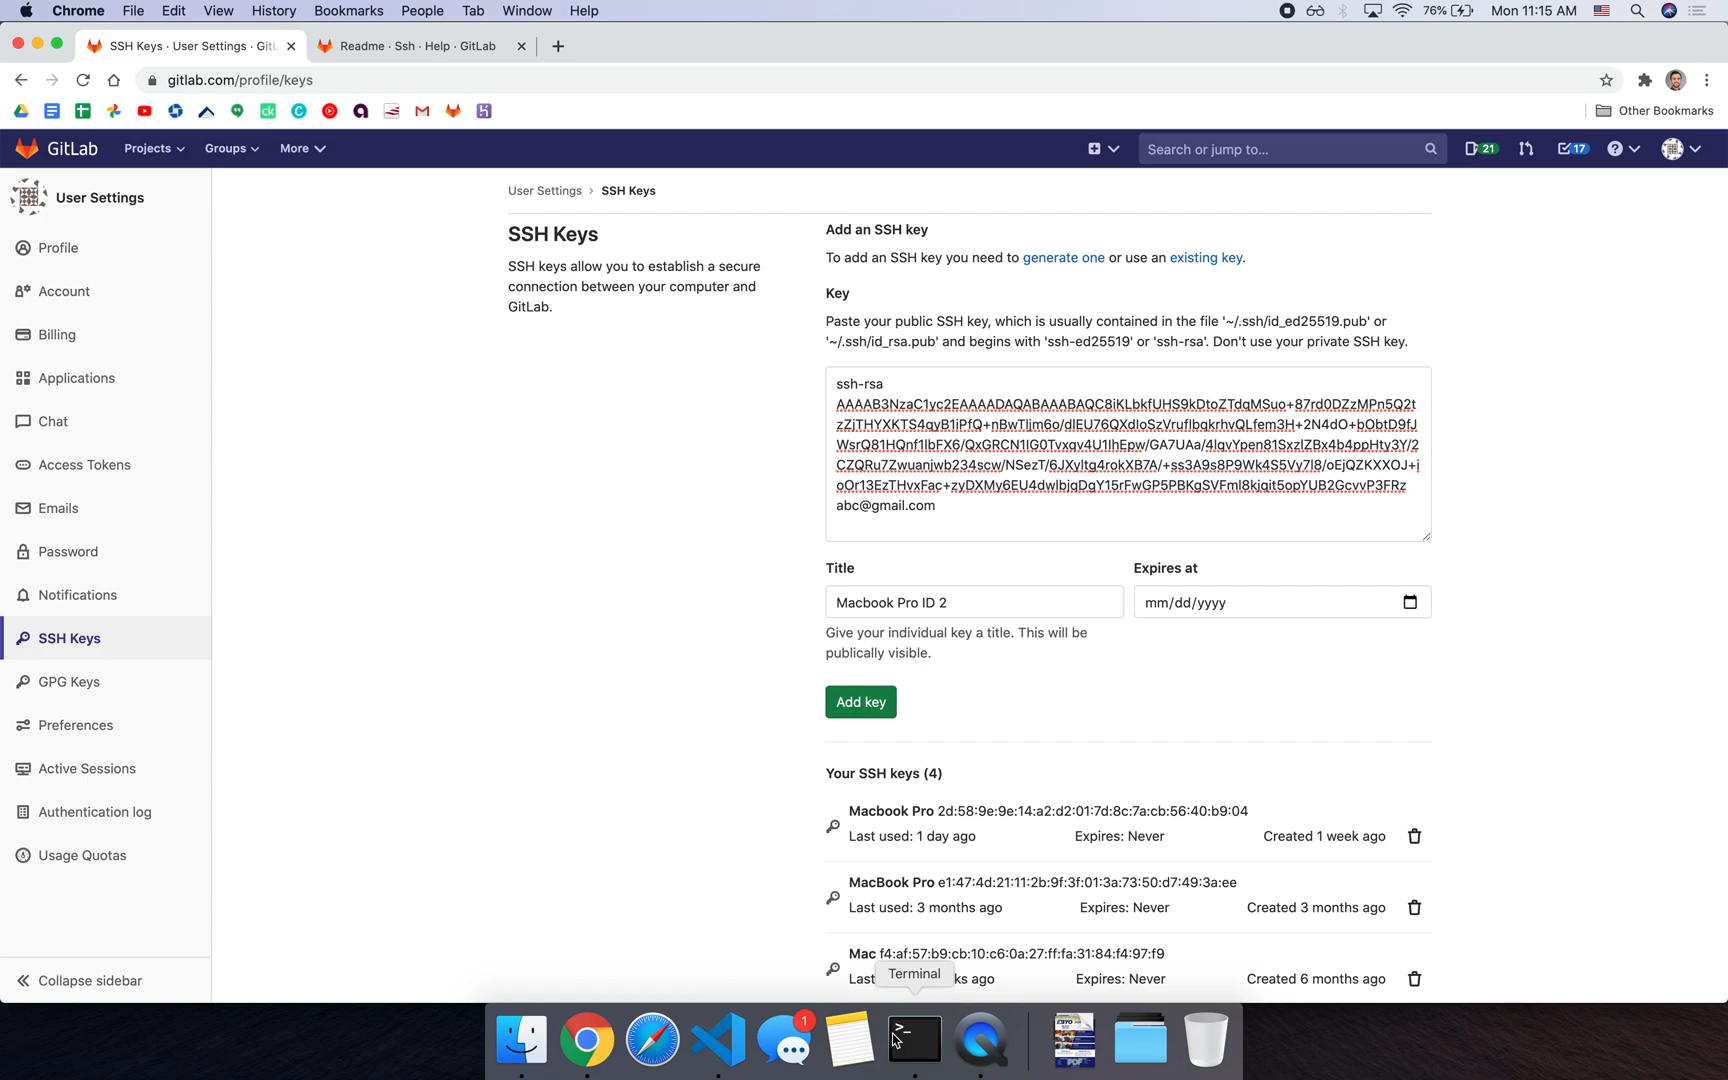 Chrome File Edit View History Bookmarks People Tab Window Help 76% Mon 11:15 AM
SSH Keys · User Settings · GitL Readme · Ssh · Help · GitLab
gitlab.com/profile/keys
Other Bookmarks
GitLab Projects Groups More Search or jump to... 21 17
User Settings
Profile
Account
Billing
Applications
Chat
Access Tokens
Emails
Password
Notifications
SSH Keys
GPG Keys
Preferences
Active Sessions
Authentication log
Usage Quotas
Collapse sidebar
User Settings › SSH Keys
SSH Keys
SSH keys allow you to establish a secure
connection between your computer and
GitLab.
Add an SSH key
To add an SSH key you need to generate one or use an existing key.
Key
Paste your public SSH key, which is usually contained in the file '~/.ssh/id_ed25519.pub' or
'~/.ssh/id_rsa.pub' and begins with 'ssh-ed25519' or 'ssh-rsa'. Don't use your private SSH key.
ssh-rsa
abc@gmail.com
Title Expires at
Macbook Pro ID 2 mm/dd/yyyy
Give your individual key a title. This will be
publically visible.
Add key
Your SSH keys (4)
Macbook Pro 2d:58:9e:9e:14:a2:d2:01:7d:8c:7a:cb:56:40:b9:04
Last used: 1 day ago Expires: Never Created 1 week ago
MacBook Pro e1:47:4d:21:11:2b:9f:3f:01:3a:73:50:d7:49:3a:ee
Last used: 3 months ago Expires: Never Created 3 months ago
Mac f4:af:57:b9:cb:10:c6:0a:27:ff:fa:31:84:f4:97:f9
Last ks ago Expires: Never Created 6 months ago
Terminal
1